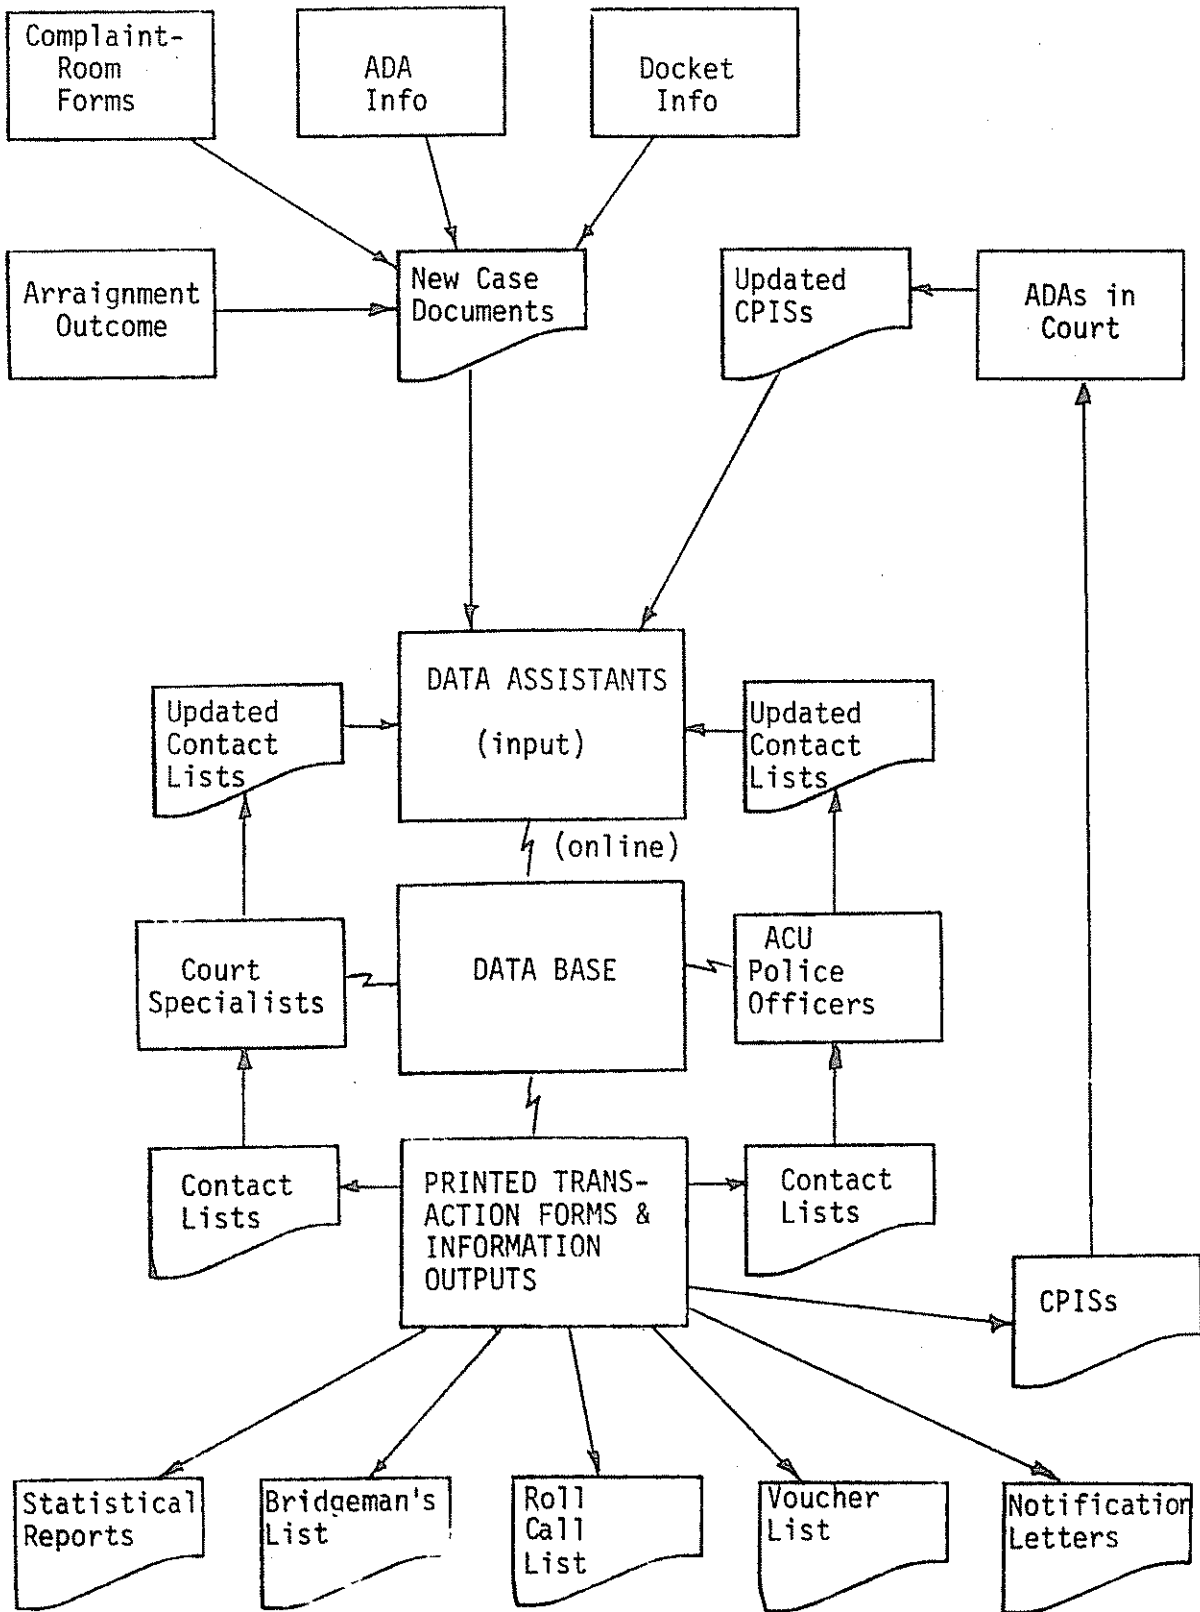 Complaint-
Room
Forms
ADA
Info
Docket
Info
Arraignment
Outcome
New Case
Documents
Updated
CPISs
ADAs in
Court
DATA ASSISTANTS
(input)
Updated
Contact
Lists
Updated
Contact
Lists
(online)
Court
Specialists
DATA BASE
ACU
Police
Officers
Contact
Lists
PRINTED TRANS-
ACTION FORMS &
INFORMATION
OUTPUTS
Contact
Lists
CPISs
Statistical
Reports
Bridgeman's
List
Roll
Call
List
Voucher
List
Notification
Letters